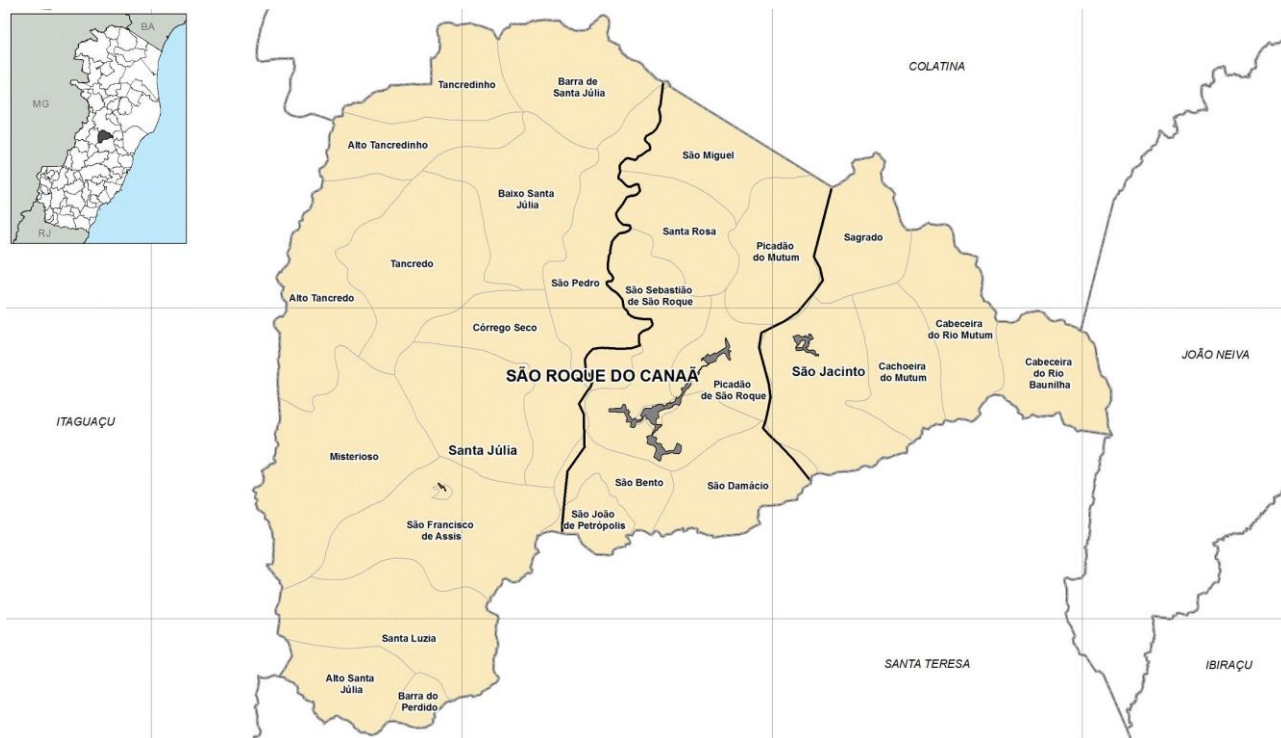 BA
MG
RJ
COLATINA
Tancredinho
Barra de
Santa Júlia
Alto Tancredinho
São Miguel
Baixo Santa
Júlia
Santa Rosa
Picadão
do Mutum
Sagrado
Tancredo
São Pedro
São Sebastião
de São Roque
Alto Tancredo
Córrego Seco
Cabeceira
do Rio Mutum
JOÃO NEIVA
SÃO ROQUE DO CANAÃ
Picadão
de São Roque
São Jacinto
Cachoeira
do Mutum
Cabeceira
do Rio
Baunilha
ITAGUAÇU
Misterioso
Santa Júlia
São Bento
São Damácio
São João
de Petrópolis
São Francisco
de Assis
Santa Luzia
SANTA TERESA
IBIRAÇU
Alto Santa
Júlia
Barra do
Perdido